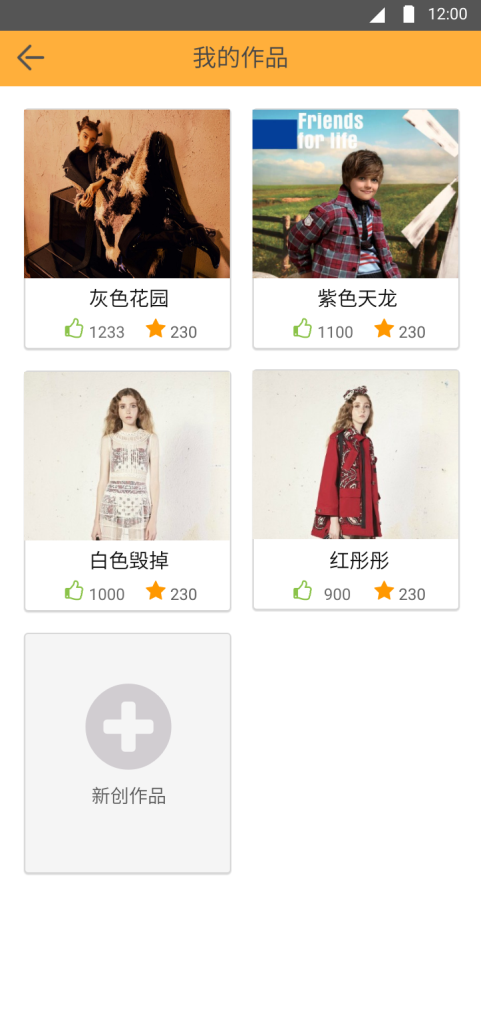 12:00
我的作品
Friends
for life
灰色花园
1233 230
紫色天龙
1100 230
白色毁掉
1000 230
红彤彤
900 230
新创作品